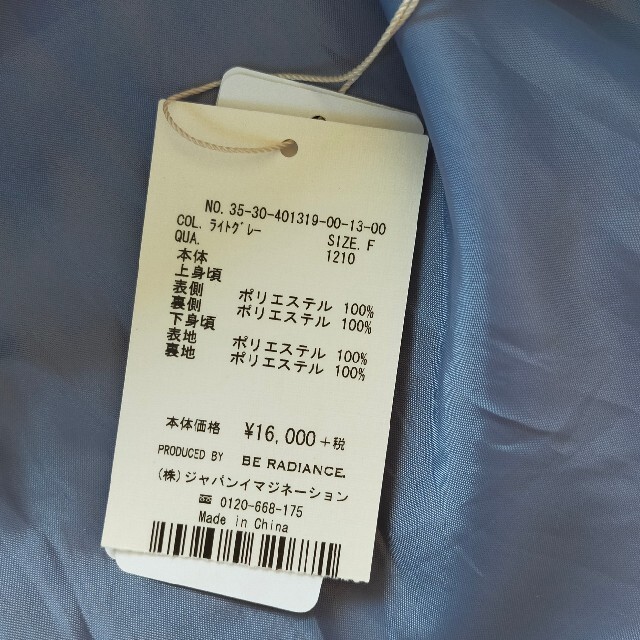 NO. 35-30-401319-00-13-00
COL. ライトグレー SIZE. F
QUA. 1210
本体
上身頃
表側 ポリエステル 100%
裏側 ポリエステル 100%
下身頃
表地 ポリエステル 100%
裏地 ポリエステル 100%
本体価格 ¥16,000+税
PRODUCED BY BE RADIANCE.
(株)ジャパンイマジネーション
☎ 0120-668-175
Made in China